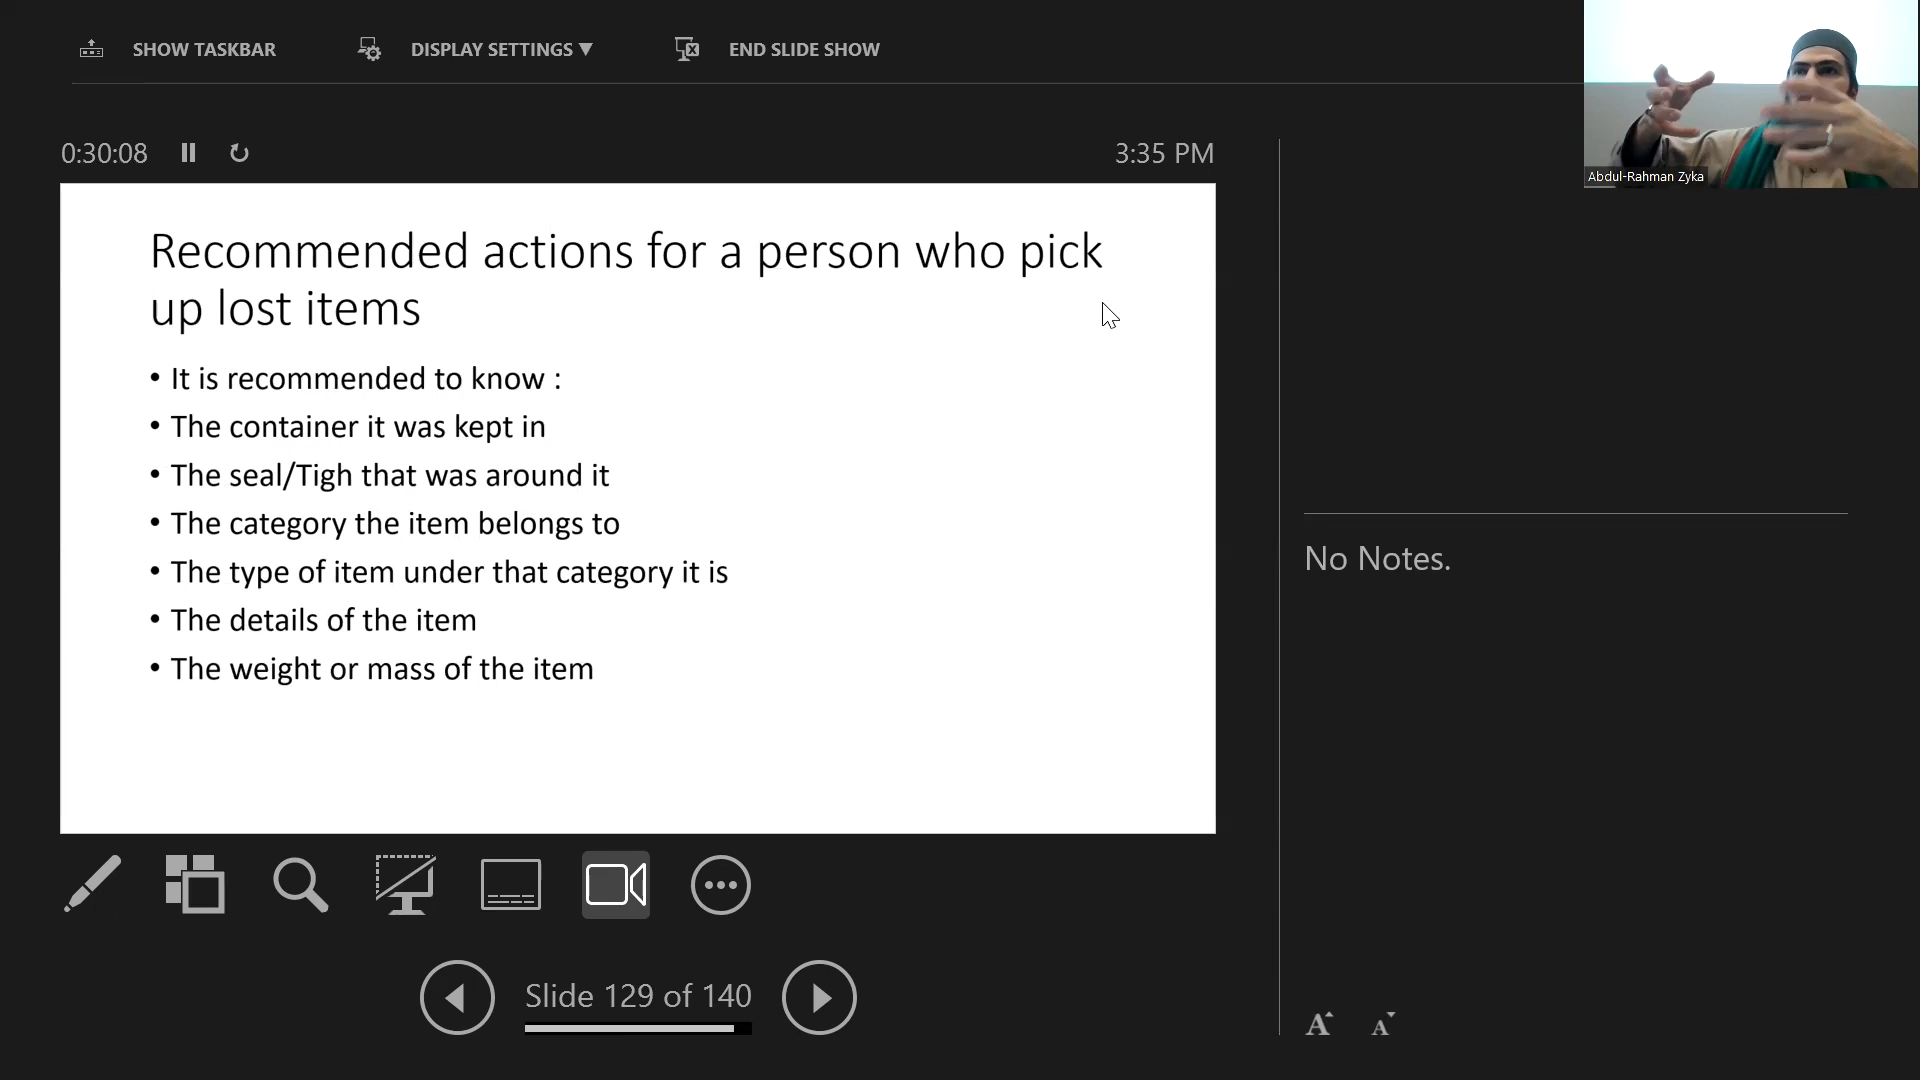 SHOW TASKBAR
DISPLAY SETTINGS ▼
END SLIDE SHOW
Abdul-Rahman Zyka
0:30:08
3:35 PM
Recommended actions for a person who pick
up lost items
• It is recommended to know :
• The container it was kept in
• The seal/Tigh that was around it
• The category the item belongs to
• The type of item under that category it is
• The details of the item
• The weight or mass of the item
No Notes.
Slide 129 of 140
A A